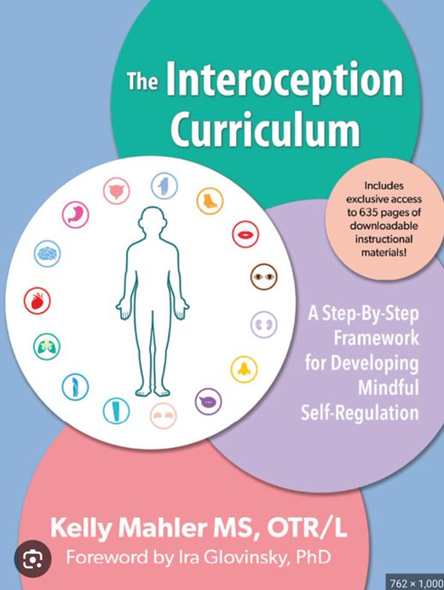 The Interoception
Curriculum
Includes
exclusive access
to 635 pages of
downloadable
instructional
materials!
A Step-By-Step
Framework
for Developing
Mindful
Self-Regulation
Kelly Mahler MS, OTR/L
Foreword by Ira Glovinsky, PhD
762 × 1,000